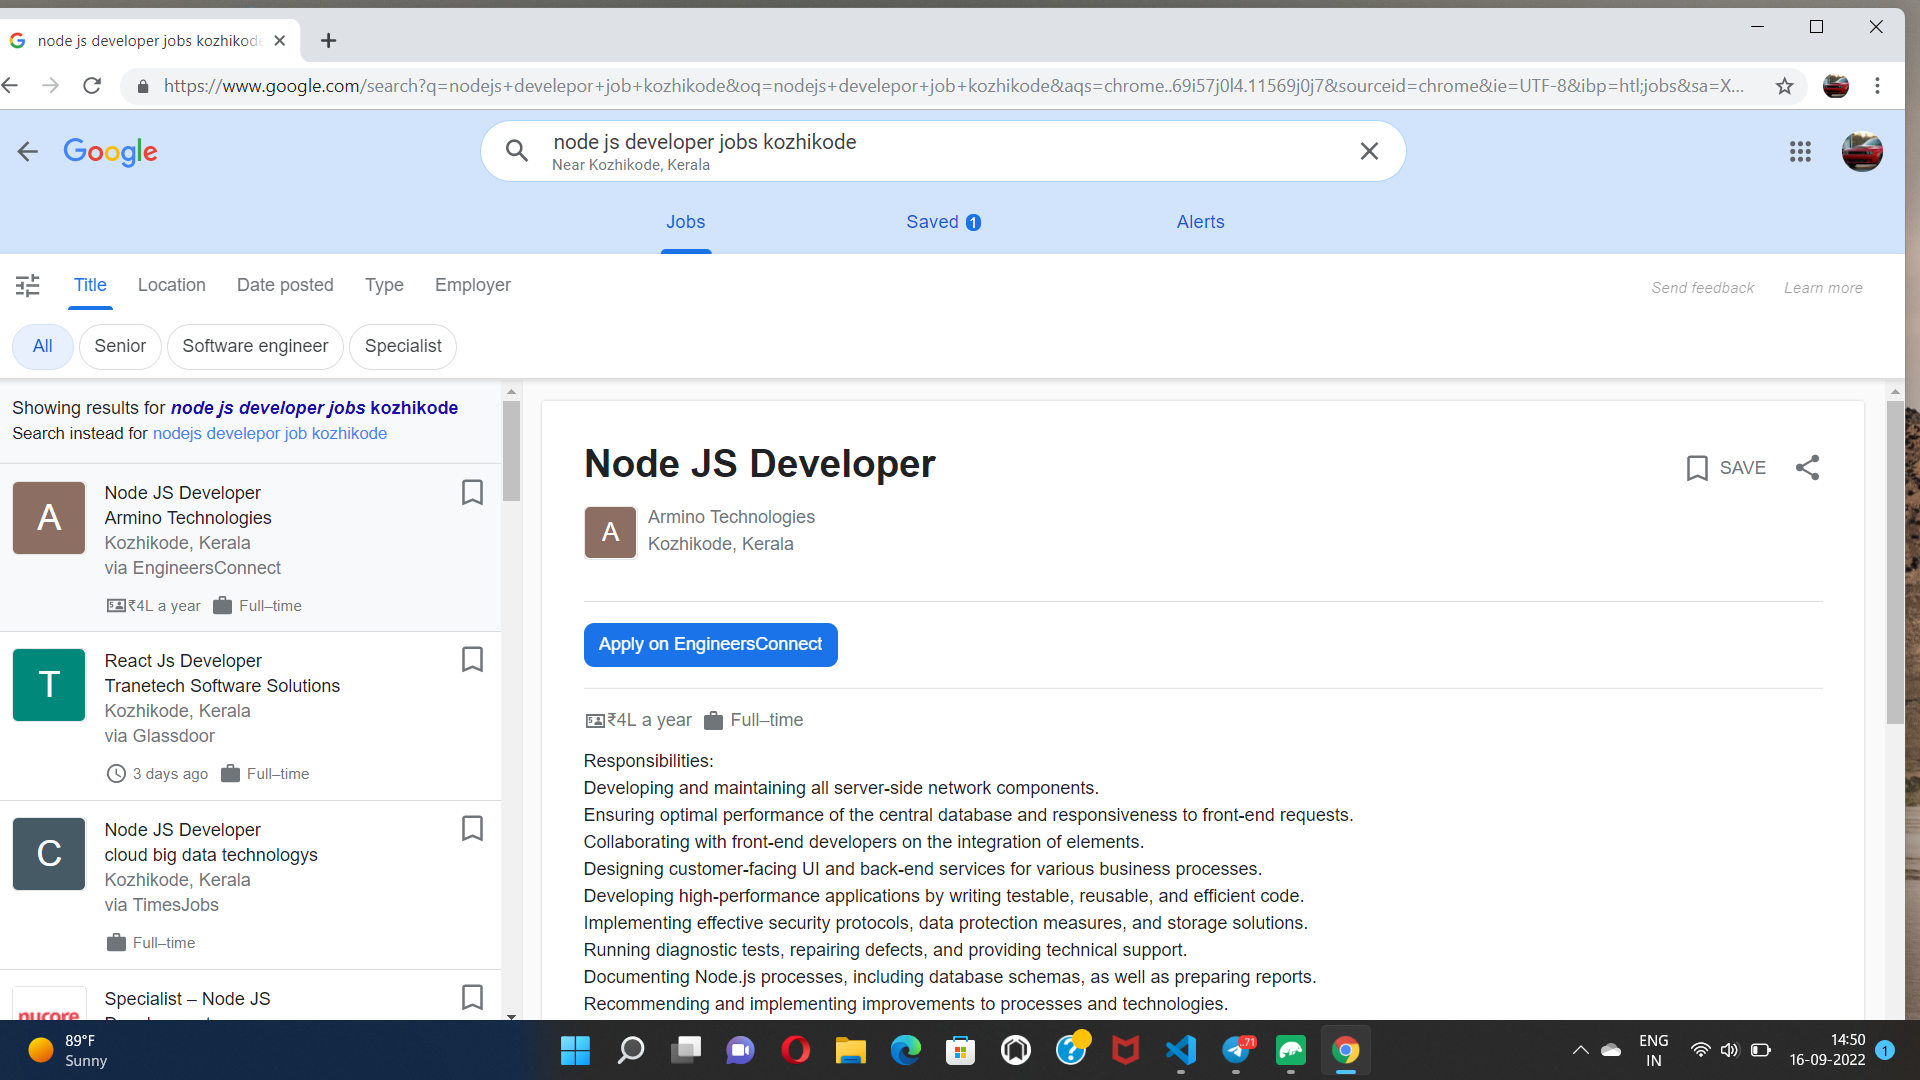 node js developer jobs kozhikode
https://www.google.com/search?q=nodejs+develepor+job+kozhikode&oq=nodejs+develepor+job+kozhikode&aqs=chrome..69i57j0l4.11569j0j7&sourceid=chrome&ie=UTF-8&ibp=htl;jobs&sa=X...
Google
node js developer jobs kozhikode
Near Kozhikode, Kerala
Jobs
Saved 1
Alerts
Title Location Date posted Type Employer
Send feedback Learn more
All Senior Software engineer Specialist
Showing results for node js developer jobs kozhikode
Search instead for nodejs develepor job kozhikode
A
Node JS Developer
Armino Technologies
Kozhikode, Kerala
via EngineersConnect
₹4L a year Full–time
T
React Js Developer
Tranetech Software Solutions
Kozhikode, Kerala
via Glassdoor
3 days ago Full–time
C
Node JS Developer
cloud big data technologys
Kozhikode, Kerala
via TimesJobs
Full–time
nucore
Specialist – Node JS
Node JS Developer
SAVE
A
Armino Technologies
Kozhikode, Kerala
Apply on EngineersConnect
₹4L a year Full–time
Responsibilities:
Developing and maintaining all server-side network components.
Ensuring optimal performance of the central database and responsiveness to front-end requests.
Collaborating with front-end developers on the integration of elements.
Designing customer-facing UI and back-end services for various business processes.
Developing high-performance applications by writing testable, reusable, and efficient code.
Implementing effective security protocols, data protection measures, and storage solutions.
Running diagnostic tests, repairing defects, and providing technical support.
Documenting Node.js processes, including database schemas, as well as preparing reports.
Recommending and implementing improvements to processes and technologies.
89°F
Sunny
..71
ENG
IN
14:50
16-09-2022
1